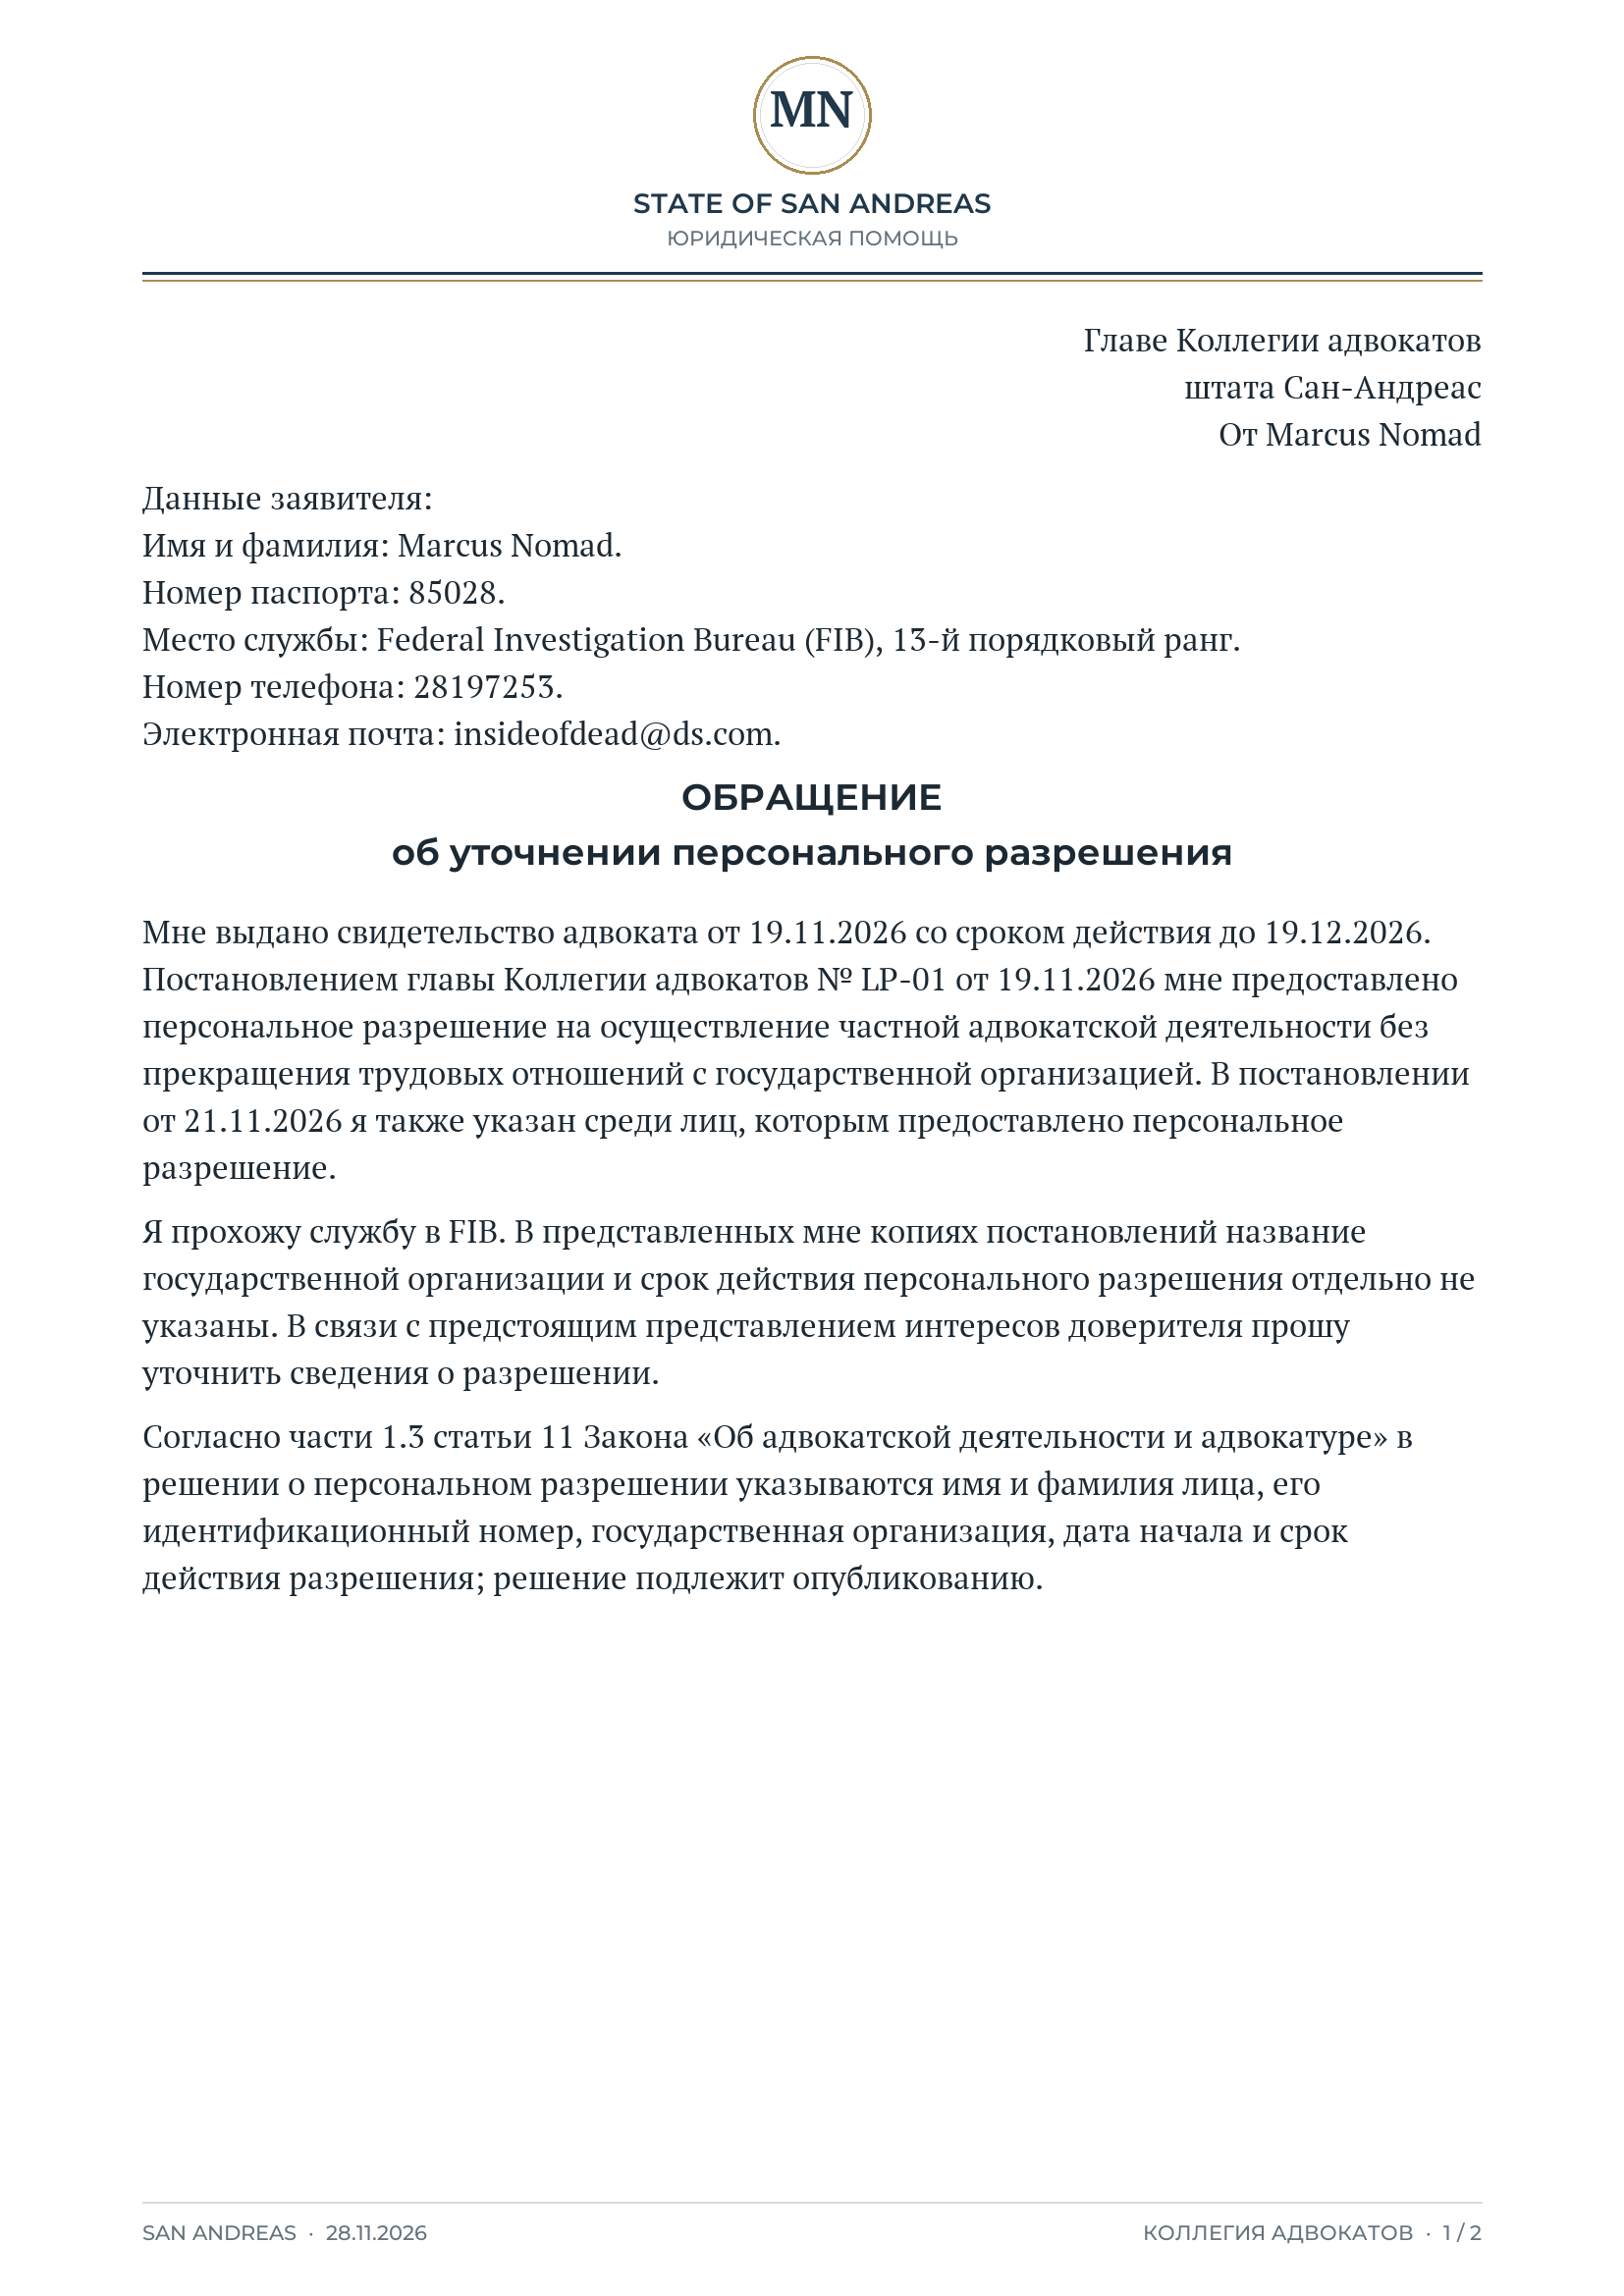 MN
STATE OF SAN ANDREAS
ЮРИДИЧЕСКАЯ ПОМОЩЬ
Главе Коллегии адвокатов
штата Сан-Андреас
От Marcus Nomad
Данные заявителя:
Имя и фамилия: Marcus Nomad.
Номер паспорта: 85028.
Место службы: Federal Investigation Bureau (FIB), 13-й порядковый ранг.
Номер телефона: 28197253.
Электронная почта: insideofdead@ds.com.
ОБРАЩЕНИЕ
об уточнении персонального разрешения
Мне выдано свидетельство адвоката от 19.11.2026 со сроком действия до 19.12.2026.
Постановлением главы Коллегии адвокатов № LP-01 от 19.11.2026 мне предоставлено
персональное разрешение на осуществление частной адвокатской деятельности без
прекращения трудовых отношений с государственной организацией. В постановлении
от 21.11.2026 я также указан среди лиц, которым предоставлено персональное
разрешение.
Я прохожу службу в FIB. В представленных мне копиях постановлений название
государственной организации и срок действия персонального разрешения отдельно не
указаны. В связи с предстоящим представлением интересов доверителя прошу
уточнить сведения о разрешении.
Согласно части 1.3 статьи 11 Закона «Об адвокатской деятельности и адвокатуре» в
решении о персональном разрешении указываются имя и фамилия лица, его
идентификационный номер, государственная организация, дата начала и срок
действия разрешения; решение подлежит опубликованию.
SAN ANDREAS · 28.11.2026
КОЛЛЕГИЯ АДВОКАТОВ · 1 / 2